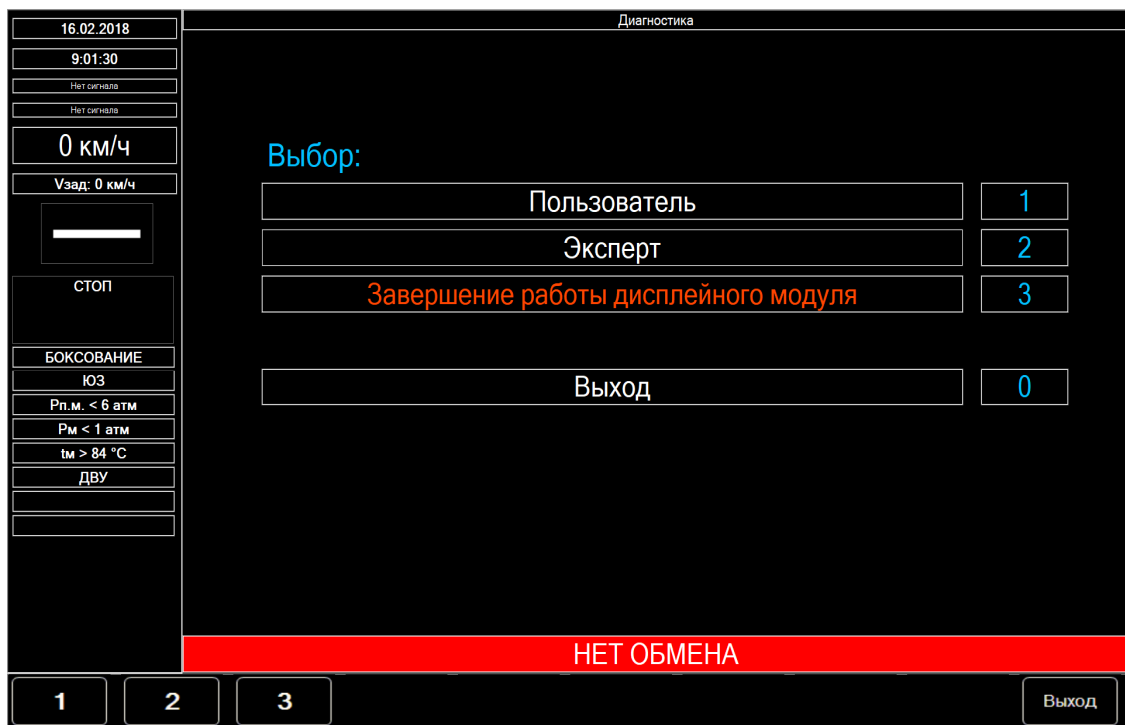 Диагностика
16.02.2018
9:01:30
Нет сигнала
Нет сигнала
0 км/ч
Vзад: 0 км/ч
СТОП
БОКСОВАНИЕ
ЮЗ
Рп.м. < 6 атм
Рм < 1 атм
tм > 84 °C
ДВУ
Выбор:
Пользователь 1
Эксперт 2
Завершение работы дисплейного модуля 3
Выход 0
НЕТ ОБМЕНА
1 2 3 Выход